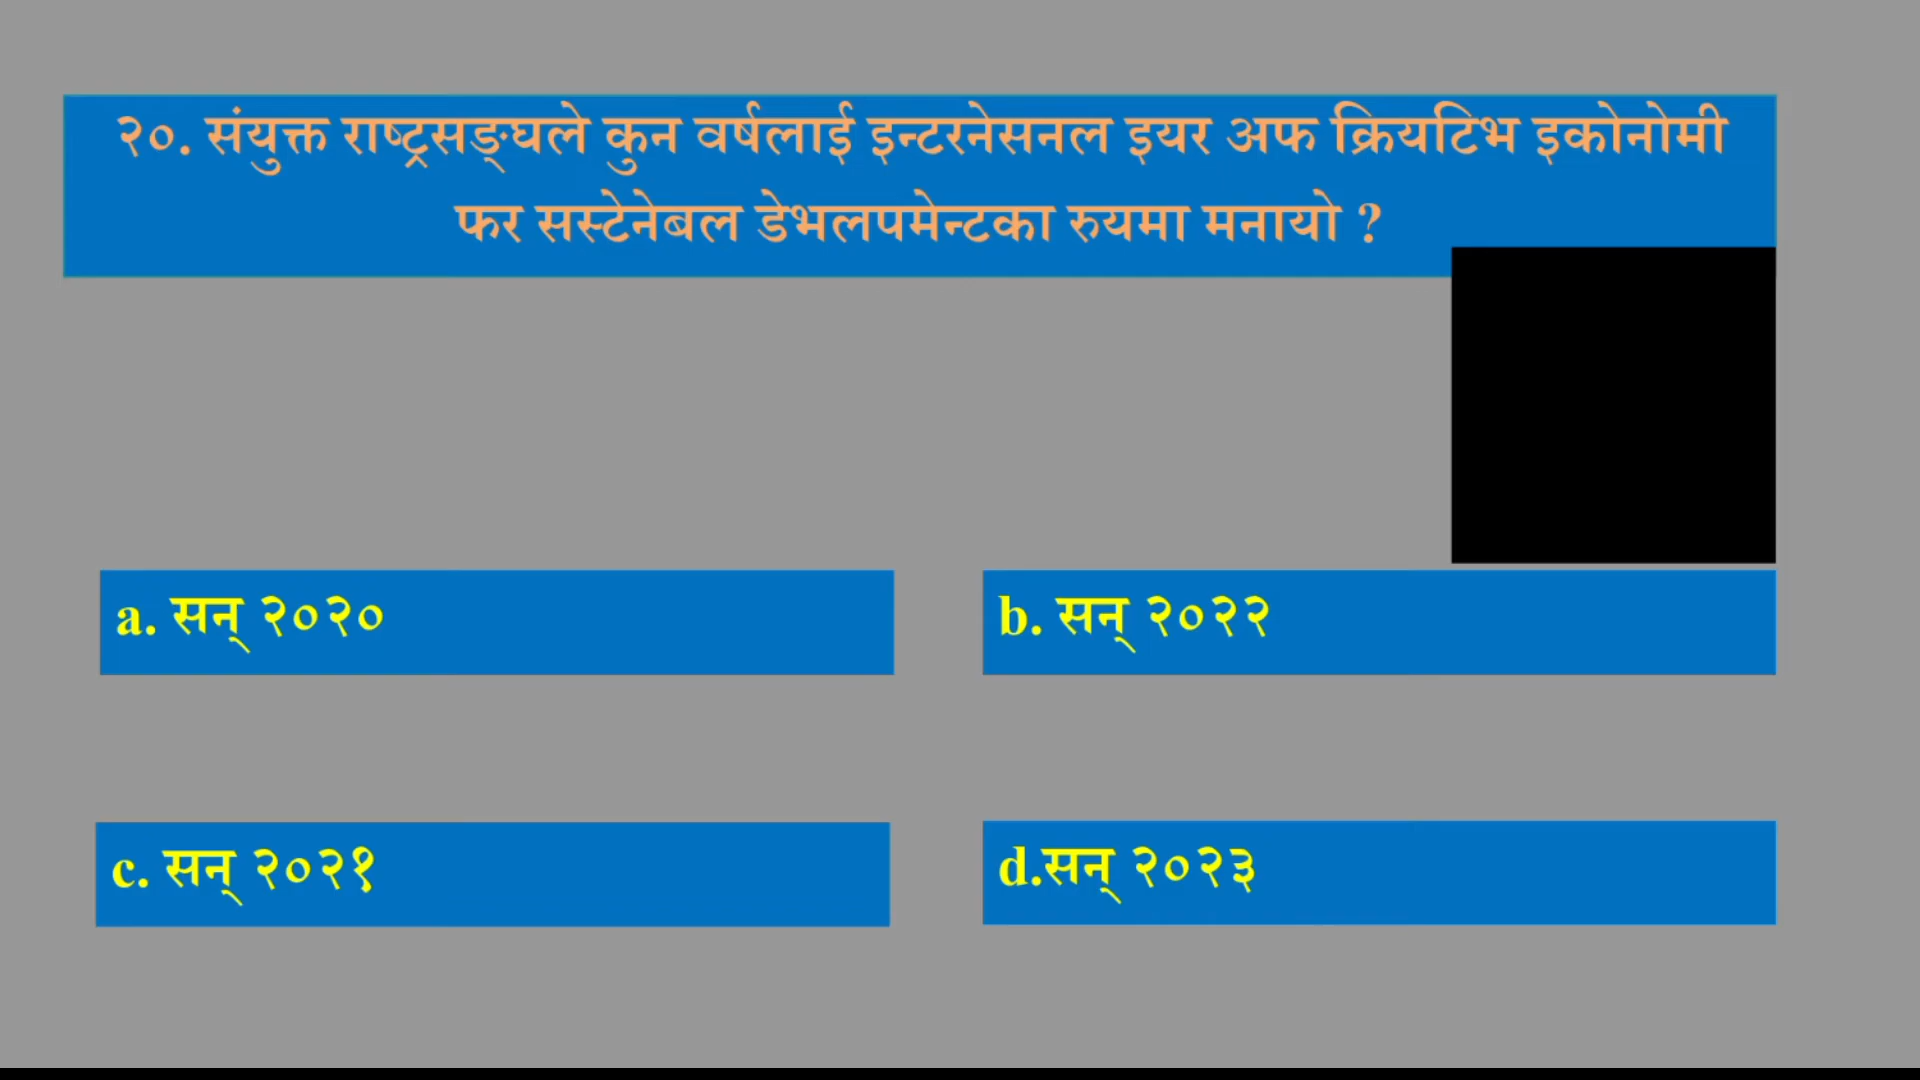 २०. संयुक्त राष्ट्रसङ्घले कुन वर्षलाई इन्टरनेसनल इयर अफ क्रियटिभ इकोनोमी
फर सस्टेनेबल डेभलपमेन्टका रुयमा मनायो ?
a. सन् २०२०
b. सन् २०२२
c. सन् २०२१
d.सन् २०२३